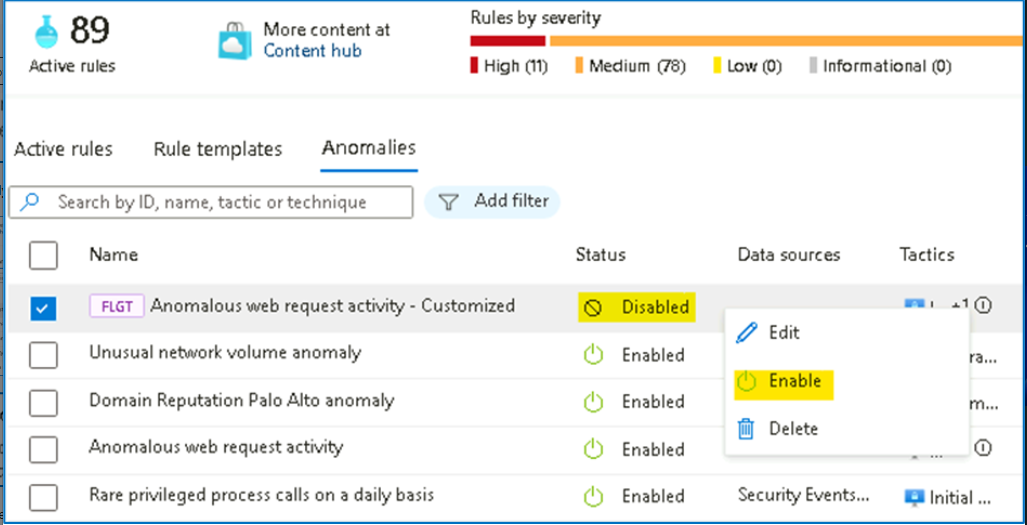 89
Active rules
More content at
Content hub
Rules by severity
High (11) Medium (78) Low (0) Informational (0)
Active rules Rule templates Anomalies
Search by ID, name, tactic or technique Add filter
Name Status Data sources Tactics
FLGT Anomalous web request activity - Customized Disabled +1
Unusual network volume anomaly Enabled ra...
Domain Reputation Palo Alto anomaly Enabled m...
Anomalous web request activity Enabled ...
Rare privileged process calls on a daily basis Enabled Security Events... Initial ...
Edit
Enable
Delete